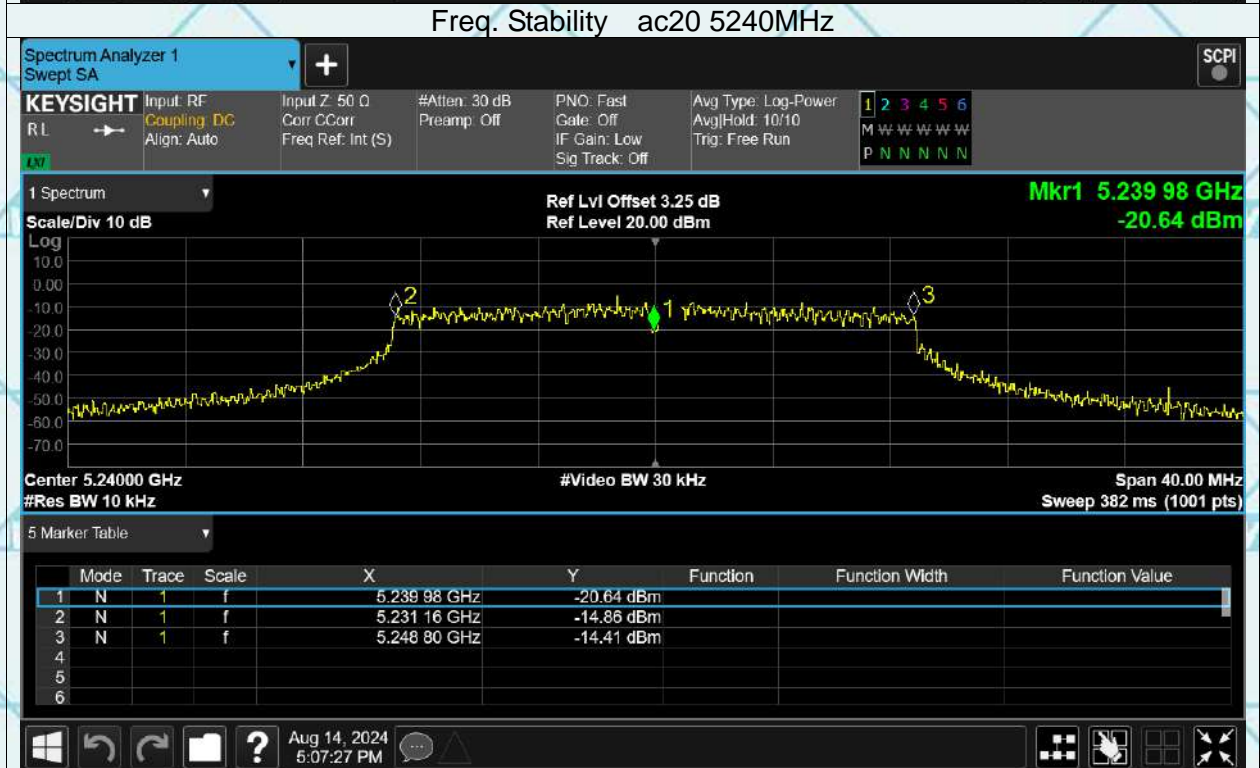 Freq. Stability ac20 5240MHz
Spectrum Analyzer 1
Swept SA
+
SCPI
KEYSIGHT Input: RF Input Z: 50 Ω #Atten: 30 dB PNO: Fast Avg Type: Log-Power 1 2 3 4 5 6
RL Coupling: DC Corr CCorr Preamp: Off Gate: Off Avg|Hold: 10/10 M W W W W W
Align: Auto Freq Ref: Int (S) IF Gain: Low Trig: Free Run P N N N N N
LXI Sig Track: Off
1 Spectrum Ref Lvl Offset 3.25 dB Mkr1 5.239 98 GHz
Scale/Div 10 dB Ref Level 20.00 dBm -20.64 dBm
Log
10.0
0.00
-10.0
-20.0
-30.0
-40.0
-50.0
-60.0
-70.0
2 1 3
Center 5.24000 GHz #Video BW 30 kHz Span 40.00 MHz
#Res BW 10 kHz Sweep 382 ms (1001 pts)
5 Marker Table
Mode Trace Scale X Y Function Function Width Function Value
1 N 1 f 5.239 98 GHz -20.64 dBm
2 N 1 f 5.231 16 GHz -14.86 dBm
3 N 1 f 5.248 80 GHz -14.41 dBm
4
5
6
? Aug 14, 2024
5:07:27 PM